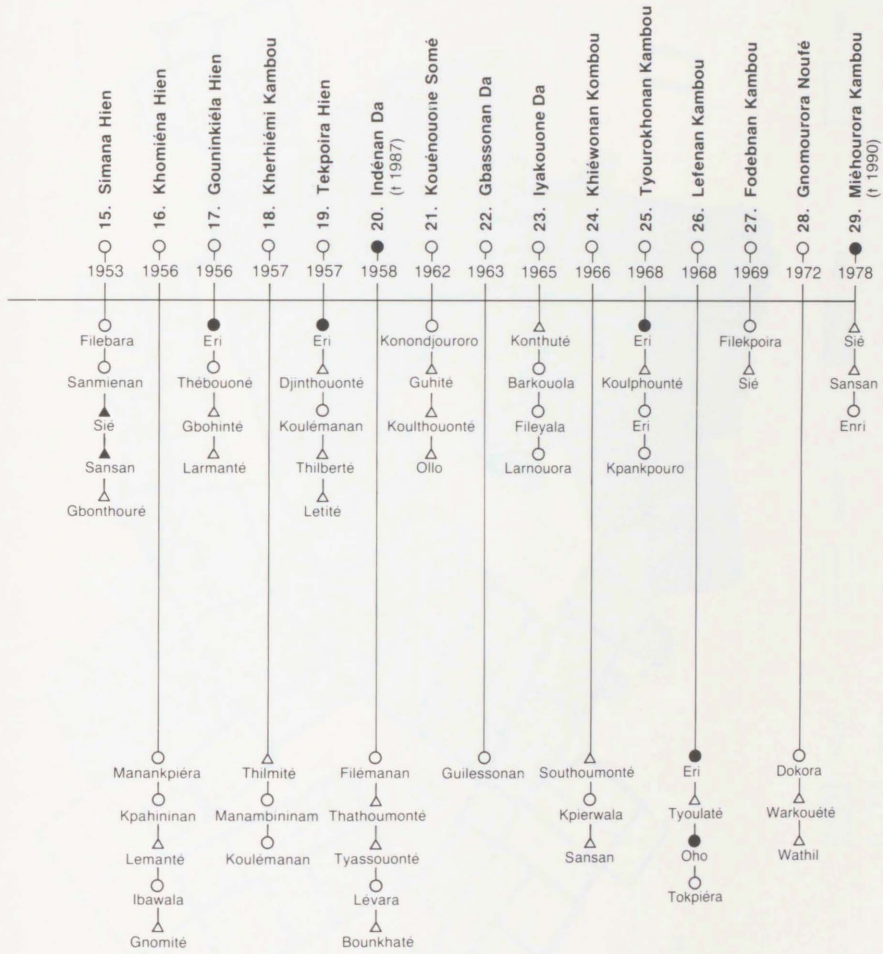 15. Simana Hien
16. Khomiéna Hien
17. Gouninkiéla Hien
18. Kherhiémi Kambou
19. Tekpoira Hien
20. Indénan Da
(† 1987)
21. Kouénouone Somé
22. Gbassonan Da
23. Iyakouone Da
24. Khiéwonan Kombou
25. Tyourokhonan Kambou
26. Lefenan Kambou
27. Fodebnan Kambou
28. Gnomourora Noufé
29. Mièhourora Kambou
(† 1990)
1953 1956 1956 1957 1957 1958 1962 1963 1965 1966 1968 1968 1969 1972 1978
Filebara Eri Eri Konondjouroro Konthuté Eri Filekpoira Sié
Sanmienan Thébouoné Djinthouonté Guhité Barkouola Koulphounté Sié Sansan
Sié Gbohinté Koulémanan Koulthouonté Fileyala Eri Enri
Sansan Larmanté Thilberté Ollo Larnouora Kpankpouro
Gbonthouré Letité
Manankpiéra Thilmité Filémanan Guilessonan Southoumonté Eri Dokora
Kpahininan Manambininam Thathoumonté Kpierwala Tyoulaté Warkouété
Lemanté Koulémanan Tyassouonté Sansan Oho Wathil
Ibawala Lévara Tokpiéra
Gnomité Bounkhaté